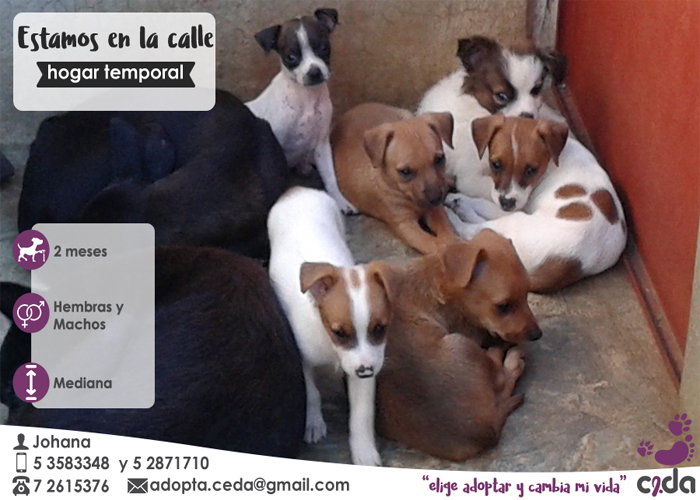 Estamos en la calle
hogar temporal
2 meses
Hembras y
Machos
Mediana
Johana
5 3583348 y 5 2871710
7 2615376
adopta.ceda@gmail.com
"elige adoptar y cambia mi vida"
ceda